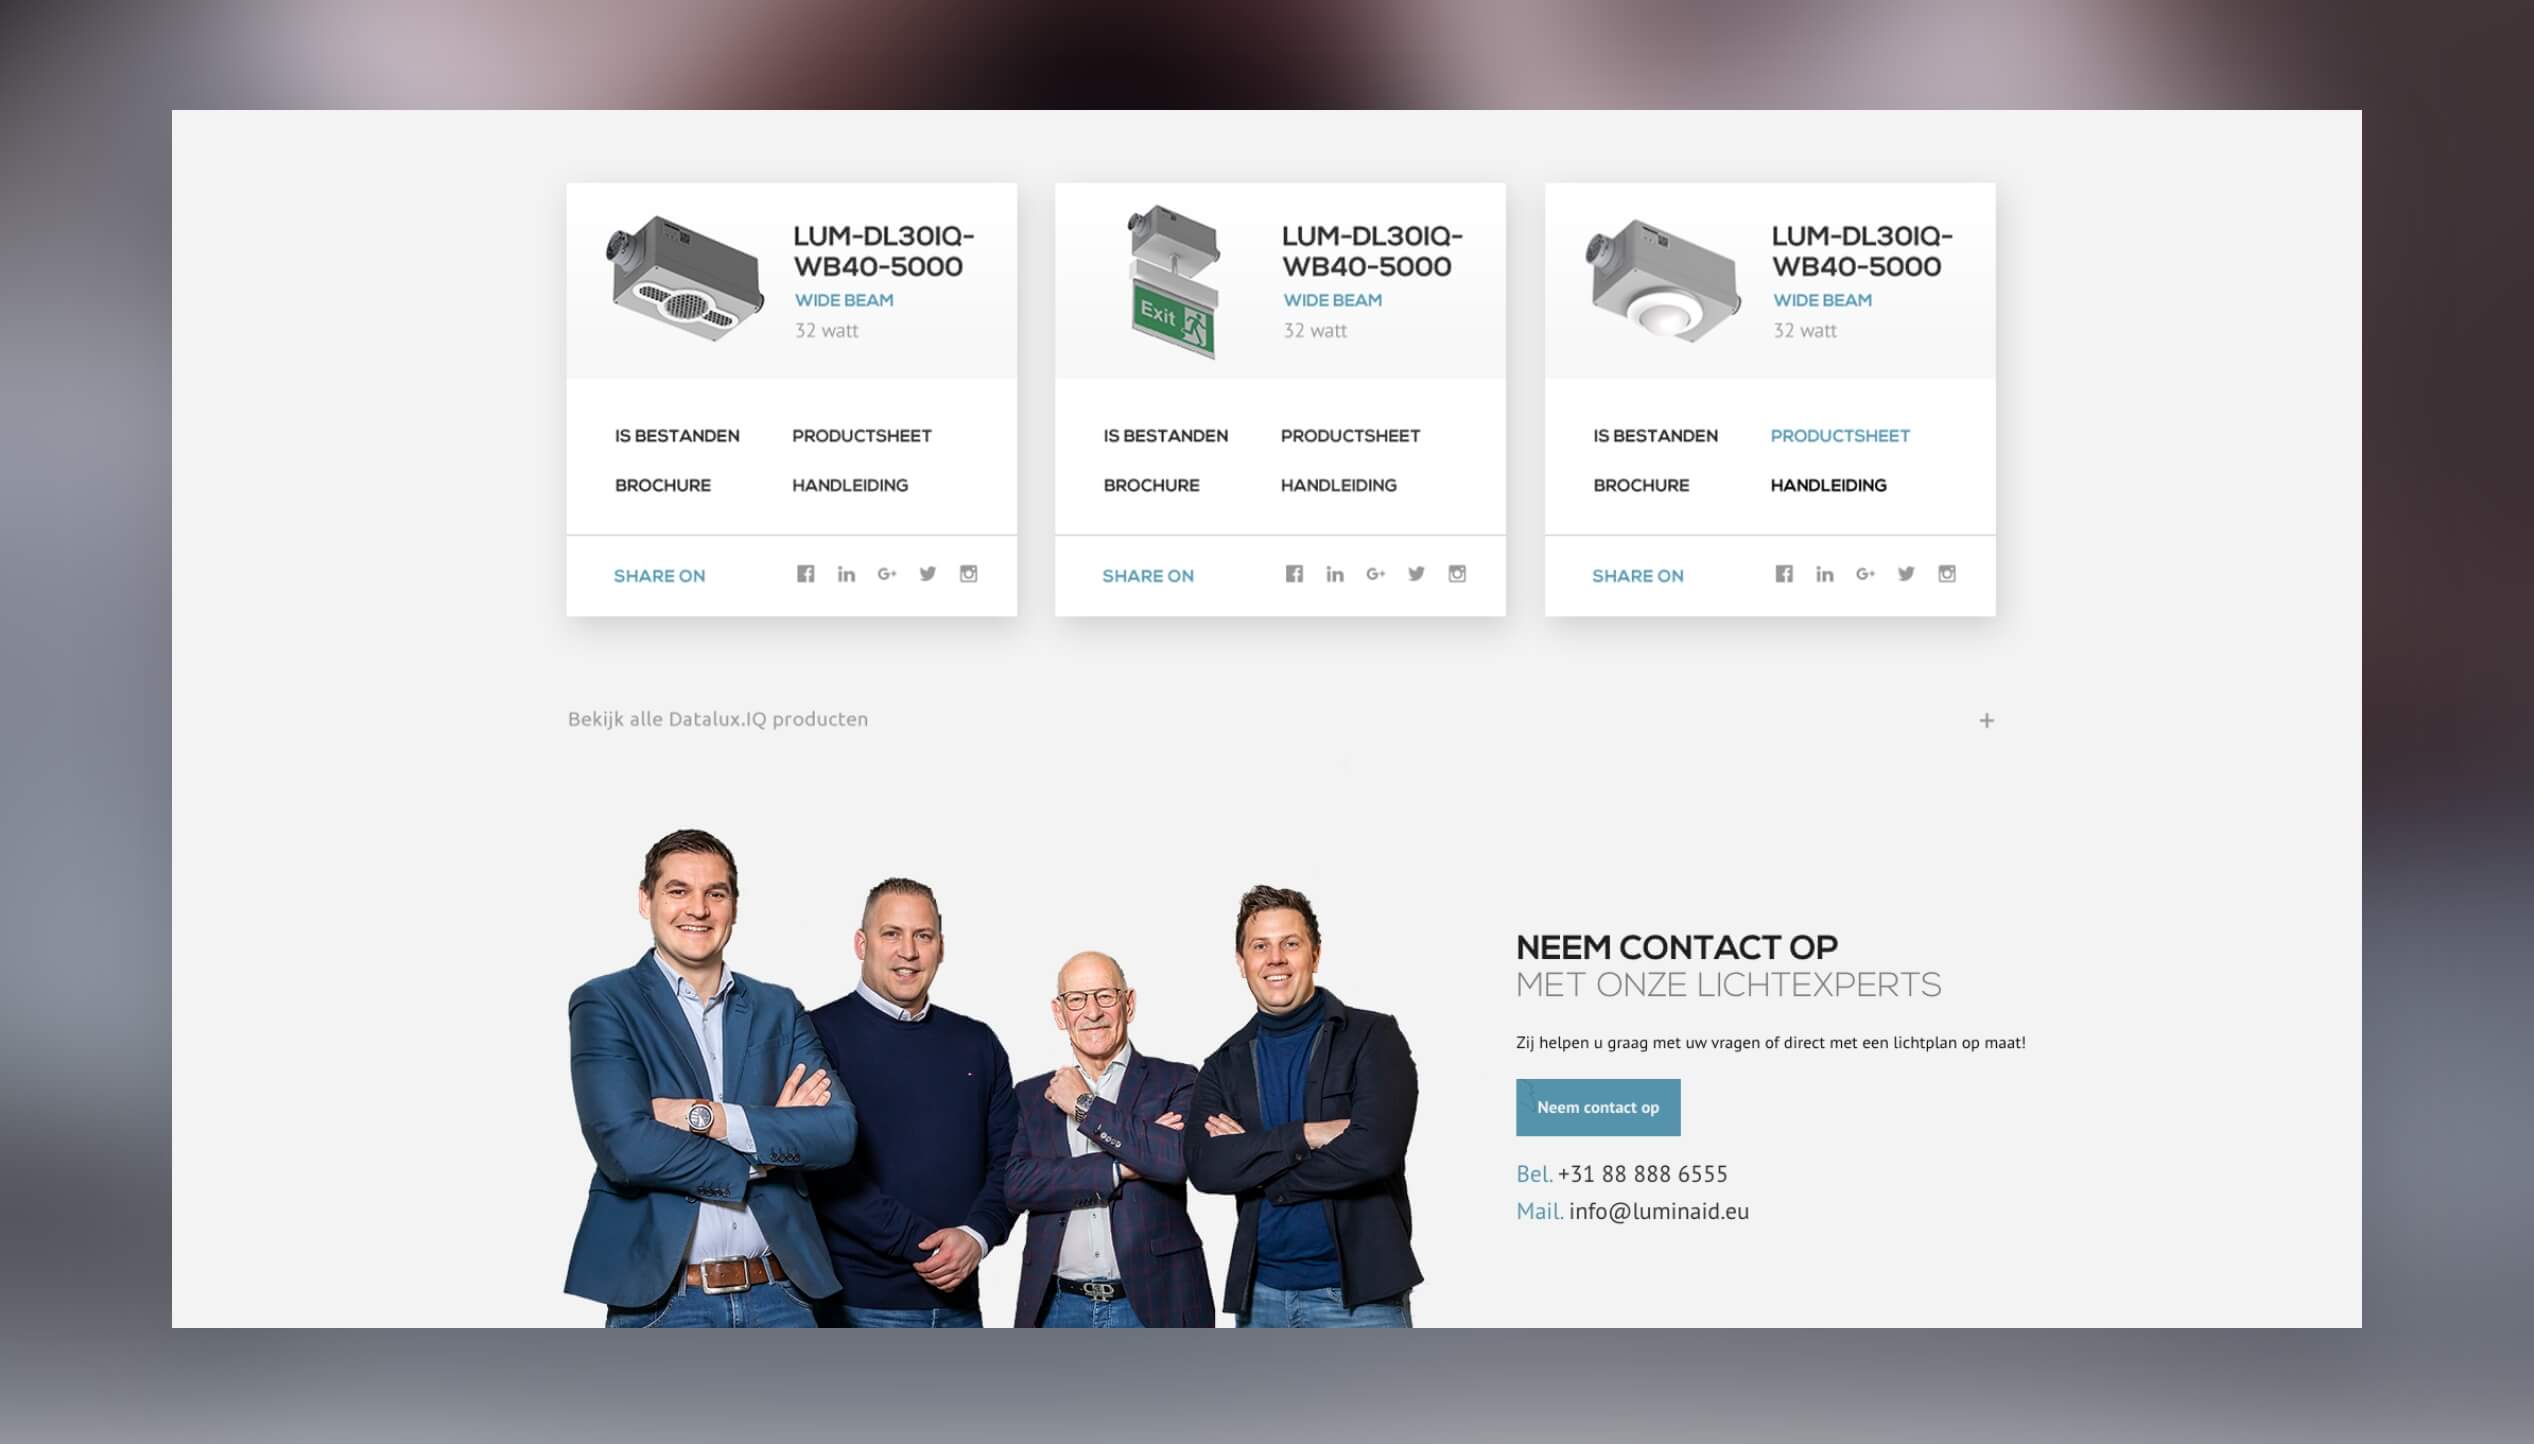 LUM-DL30IQ-
WB40-5000
WIDE BEAM
32 watt
IS BESTANDEN
PRODUCTSHEET
BROCHURE
HANDLEIDING
SHARE ON
Exit
LUM-DL30IQ-
WB40-5000
WIDE BEAM
32 watt
IS BESTANDEN
PRODUCTSHEET
BROCHURE
HANDLEIDING
SHARE ON
LUM-DL30IQ-
WB40-5000
WIDE BEAM
32 watt
IS BESTANDEN
PRODUCTSHEET
BROCHURE
HANDLEIDING
SHARE ON
Bekijk alle Datalux.IQ producten
+
NEEM CONTACT OP
MET ONZE LICHTEXPERTS
Zij helpen u graag met uw vragen of direct met een lichtplan op maat!
Neem contact op
Bel. +31 88 888 6555
Mail. info@luminaid.eu